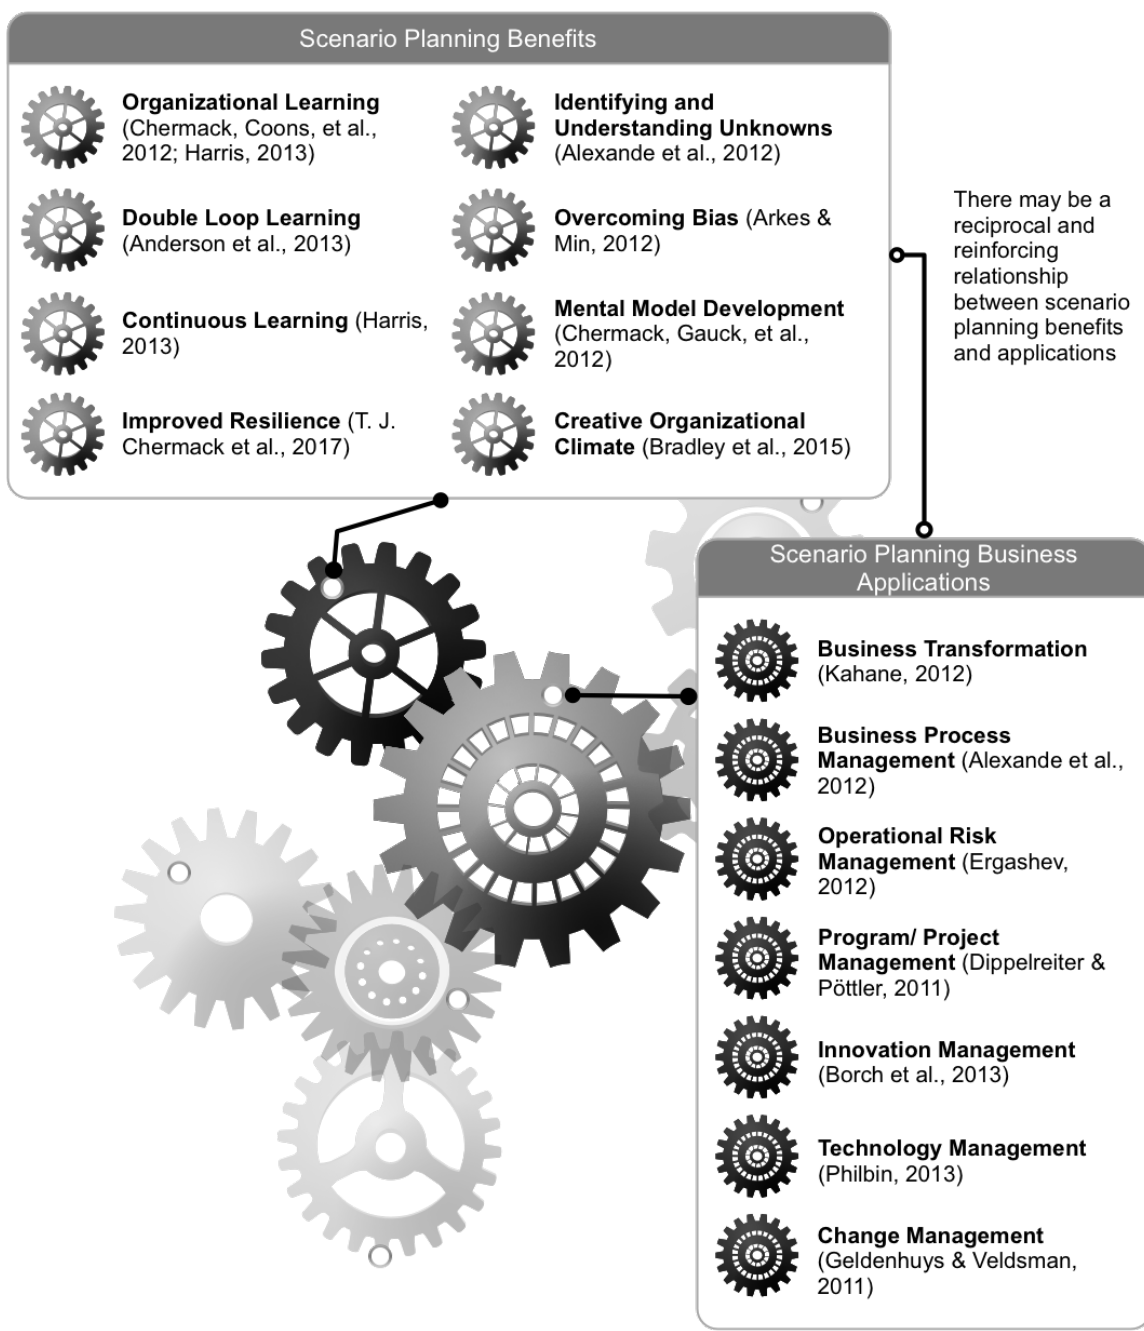 Scenario Planning Benefits
Organizational Learning
(Chermack, Coons, et al.,
2012; Harris, 2013)
Double Loop Learning
(Anderson et al., 2013)
Continuous Learning (Harris,
2013)
Improved Resilience (T. J.
Chermack et al., 2017)
Identifying and
Understanding Unknowns
(Alexande et al., 2012)
Overcoming Bias (Arkes &
Min, 2012)
Mental Model Development
(Chermack, Gauck, et al.,
2012)
Creative Organizational
Climate (Bradley et al., 2015)
There may be a
reciprocal and
reinforcing
relationship
between scenario
planning benefits
and applications
Scenario Planning Business
Applications
Business Transformation
(Kahane, 2012)
Business Process
Management (Alexande et al.,
2012)
Operational Risk
Management (Ergashev,
2012)
Program/ Project
Management (Dippelreiter &
Pöttler, 2011)
Innovation Management
(Borch et al., 2013)
Technology Management
(Philbin, 2013)
Change Management
(Geldenhuys & Veldsman,
2011)